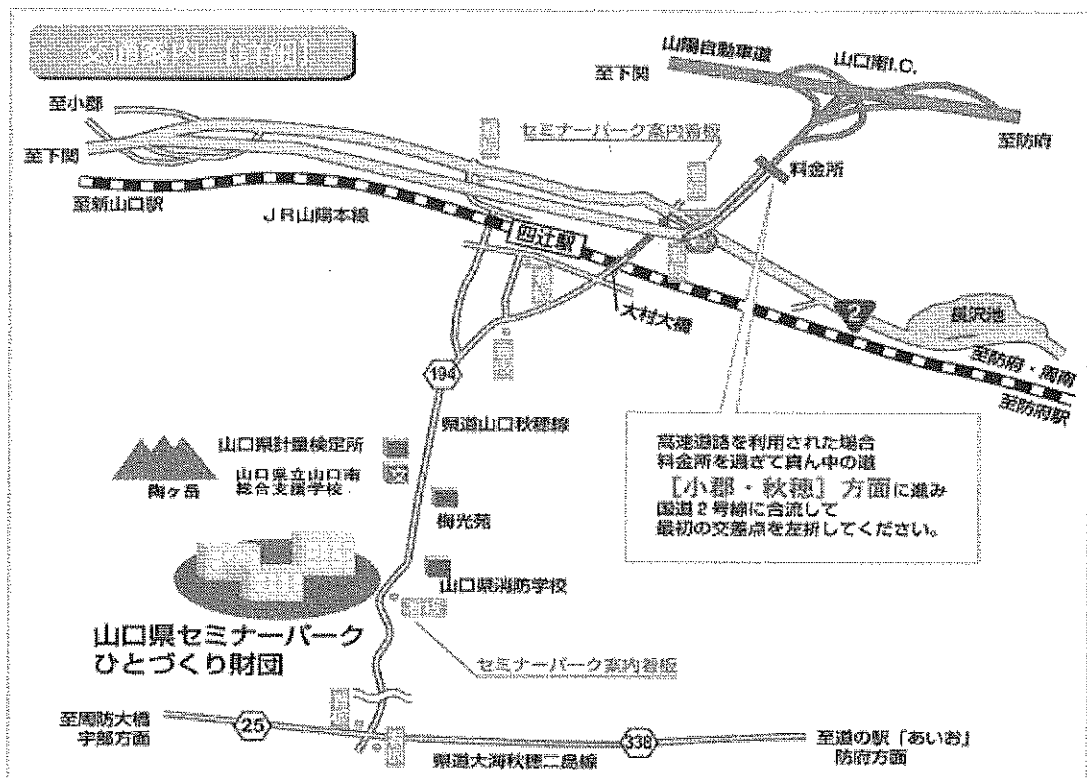 交通案内【詳細】
山陽自動車道
山口南I.C.
至下関
至小郡
セミナーパーク案内看板
至防府
至下関
料金所
至新山口駅
JR山陽本線
四辻駅
大村大橋
2
長沢池
至防府・周南
至防府駅
194
県道山口秋穂線
高速道路を利用された場合
料金所を過ぎて真ん中の道
［小郡・秋穂］方面に進み
国道2号線に合流して
最初の交差点を左折してください。
山口県計量検定所
山口県立山口南
総合支援学校
陶ヶ岳
梅光苑
山口県消防学校
山口県セミナーパーク
ひとづくり財団
セミナーパーク案内看板
至周防大橋
宇部方面
25
338
県道大海秋穂二島線
至道の駅「あいお」
防府方面